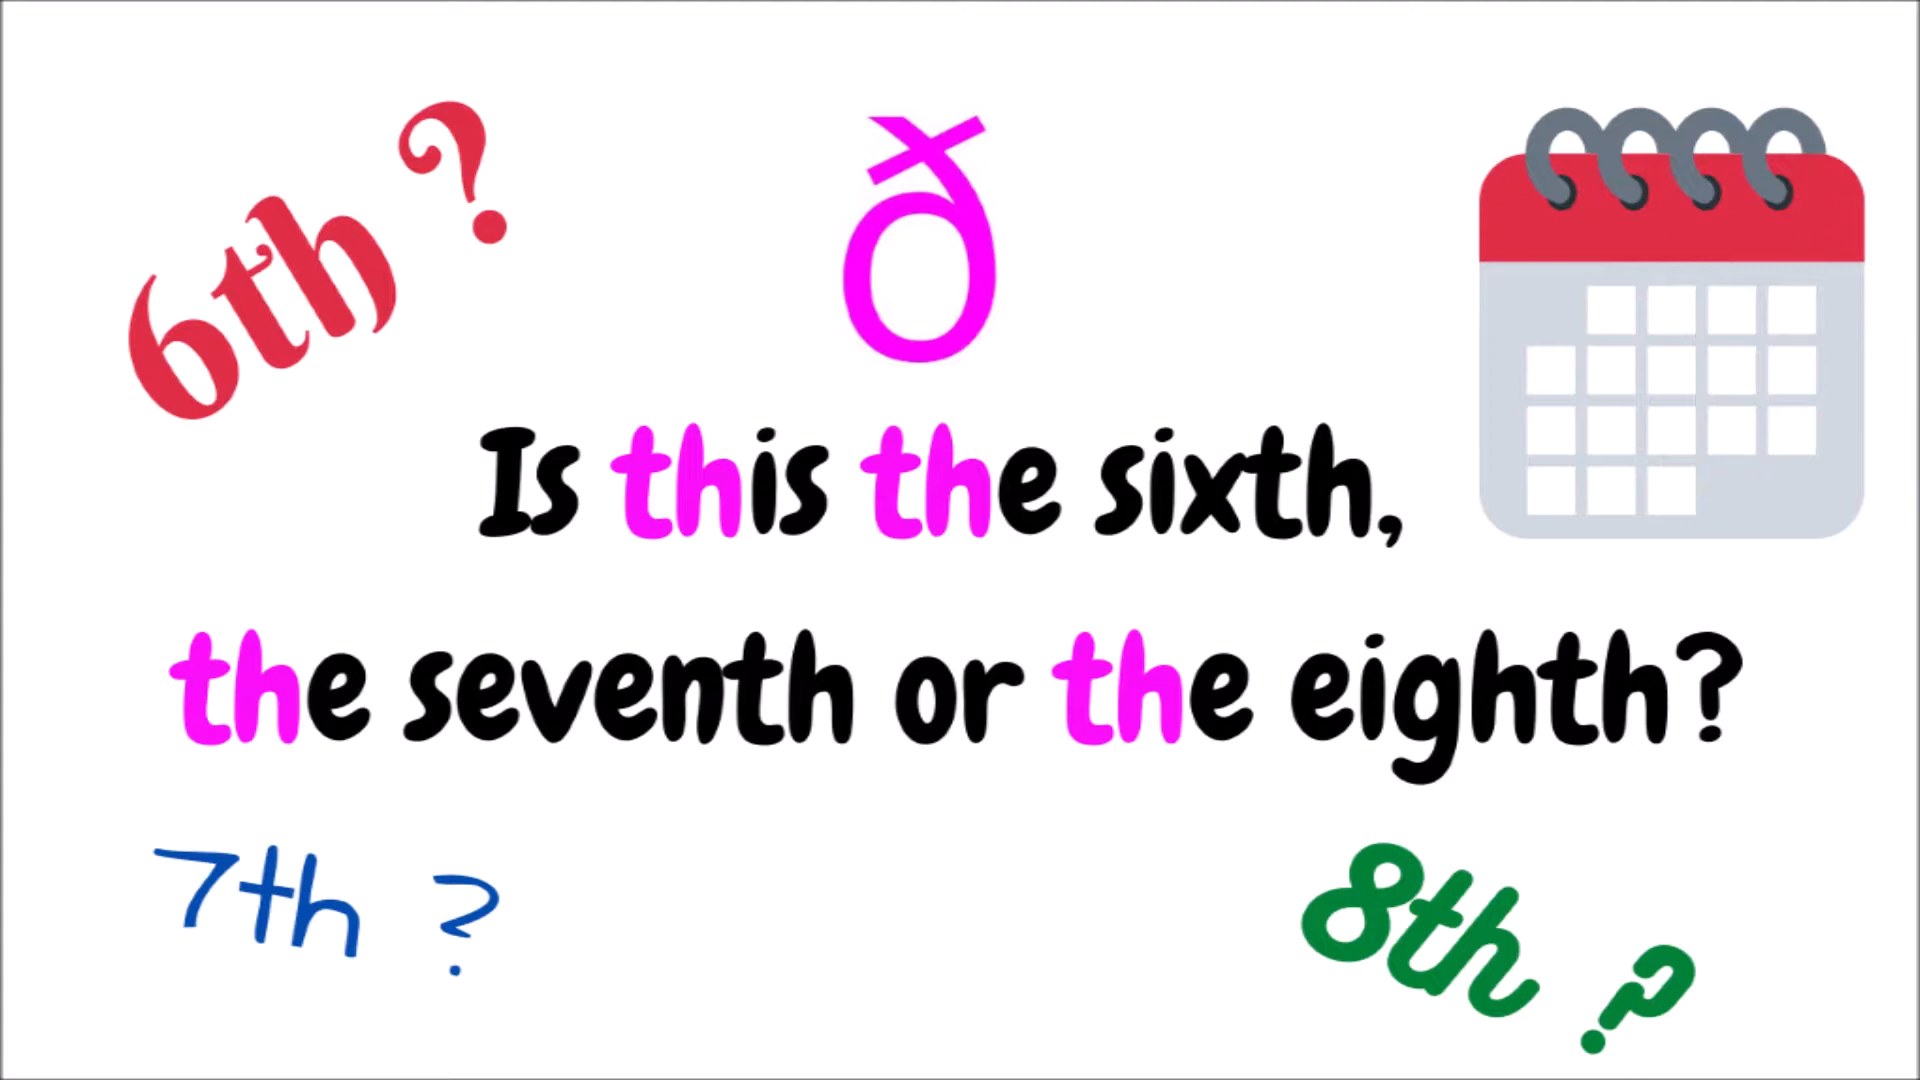 6th ?
ð
Is this the sixth,
the seventh or the eighth?
7th ?
8th ?